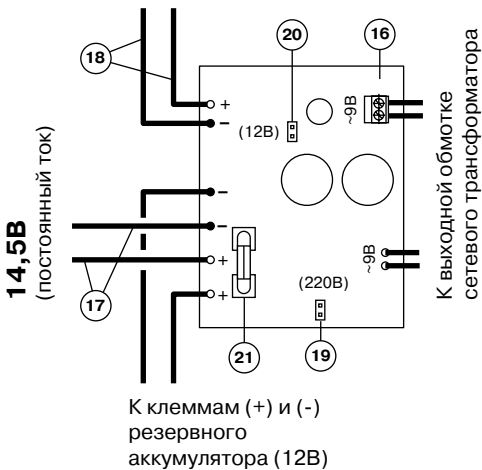 18
20
16
+
-
(12В)
~9В
К выходной обмотке
сетевого трансформатора
14,5В
(постоянный ток)
-
-
+
+
~9В
(220В)
17
21
19
К клеммам (+) и (-)
резервного
аккумулятора (12В)